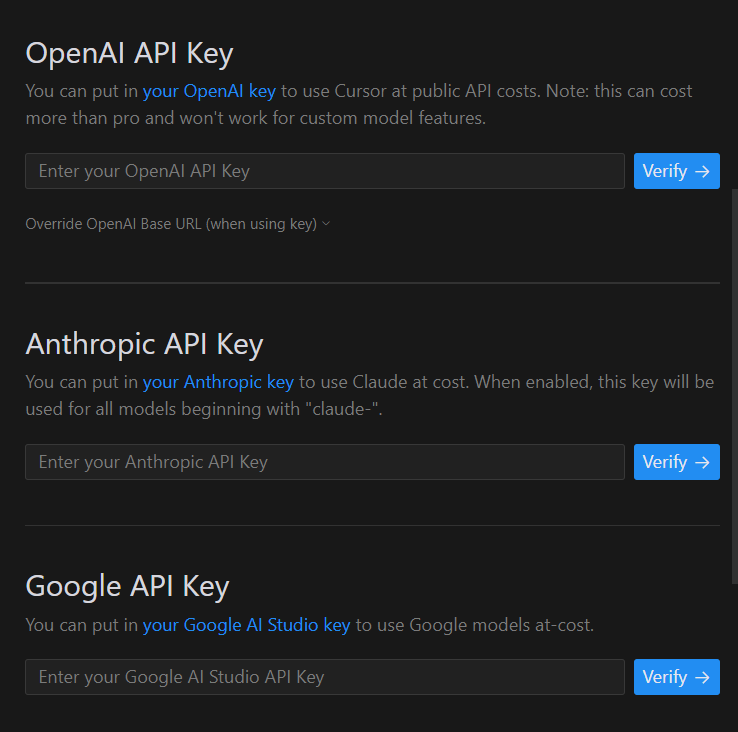 OpenAI API Key
You can put in your OpenAI key to use Cursor at public API costs. Note: this can cost
more than pro and won't work for custom model features.
Enter your OpenAI API Key
Verify →
Override OpenAI Base URL (when using key)
Anthropic API Key
You can put in your Anthropic key to use Claude at cost. When enabled, this key will be
used for all models beginning with "claude-".
Enter your Anthropic API Key
Verify →
Google API Key
You can put in your Google AI Studio key to use Google models at-cost.
Enter your Google AI Studio API Key
Verify →